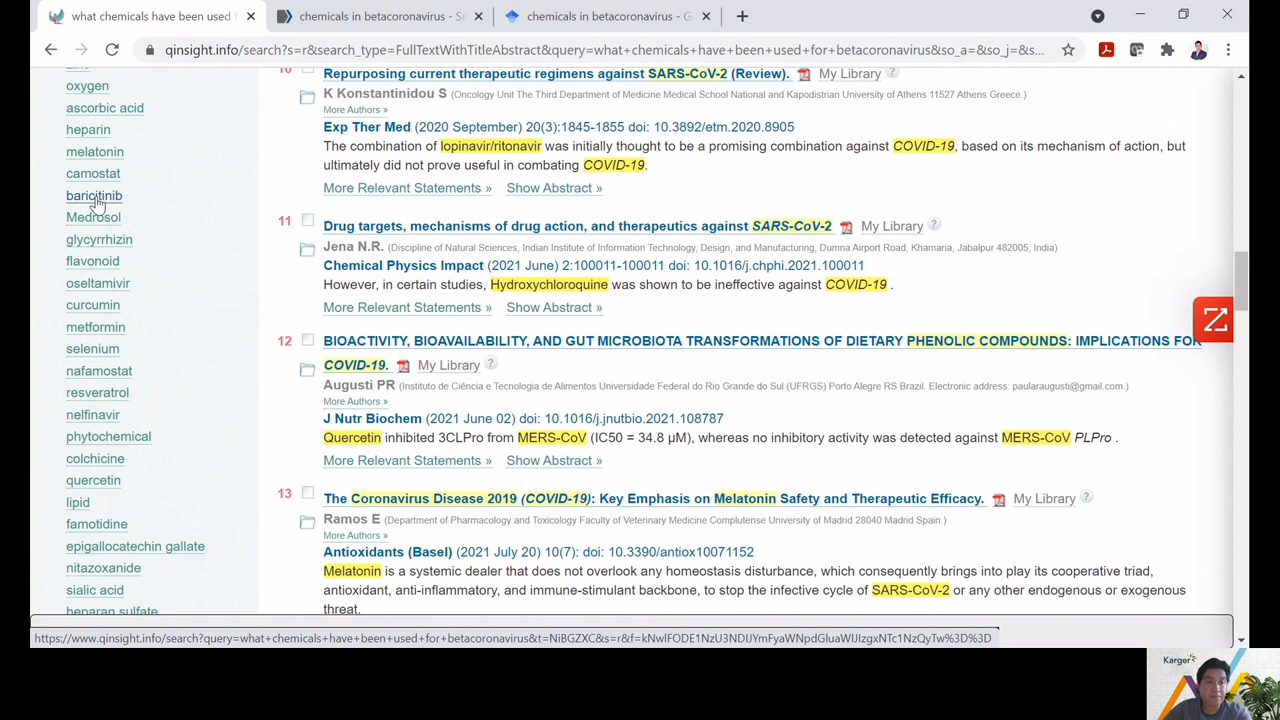 what chemicals have been used f
chemicals in betacoronavirus - Se
chemicals in betacoronavirus - Go
qinsight.info/search?s=r&search_type=FullTextWithTitleAbstract&query=what+chemicals+have+been+used+for+betacoronavirus&so_a=&so_j=&s...
zinc
oxygen
ascorbic acid
heparin
melatonin
camostat
baricitinib
Medrosol
glycyrrhizin
flavonoid
oseltamivir
curcumin
metformin
selenium
nafamostat
resveratrol
nelfinavir
phytochemical
colchicine
quercetin
lipid
famotidine
epigallocatechin gallate
nitazoxanide
sialic acid
heparan sulfate
10 Repurposing current therapeutic regimens against SARS-CoV-2 (Review). My Library ?
K Konstantinidou S (Oncology Unit The Third Department of Medicine Medical School National and Kapodistrian University of Athens 11527 Athens Greece.)
More Authors »
Exp Ther Med (2020 September) 20(3):1845-1855 doi: 10.3892/etm.2020.8905
The combination of lopinavir/ritonavir was initially thought to be a promising combination against COVID-19, based on its mechanism of action, but
ultimately did not prove useful in combating COVID-19.
More Relevant Statements » Show Abstract »
11 Drug targets, mechanisms of drug action, and therapeutics against SARS-CoV-2 My Library ?
Jena N.R. (Discipline of Natural Sciences, Indian Institute of Information Technology, Design, and Manufacturing, Dumna Airport Road, Khamaria, Jabalpur 482005, India)
Chemical Physics Impact (2021 June) 2:100011-100011 doi: 10.1016/j.chphi.2021.100011
However, in certain studies, Hydroxychloroquine was shown to be ineffective against COVID-19 .
More Relevant Statements » Show Abstract »
12 BIOACTIVITY, BIOAVAILABILITY, AND GUT MICROBIOTA TRANSFORMATIONS OF DIETARY PHENOLIC COMPOUNDS: IMPLICATIONS FOR
COVID-19. My Library ?
Augusti PR (Instituto de Ciência e Tecnologia de Alimentos Universidade Federal do Rio Grande do Sul (UFRGS) Porto Alegre RS Brazil. Electronic address: paularaugusti@gmail.com.)
More Authors »
J Nutr Biochem (2021 June 02) doi: 10.1016/j.jnutbio.2021.108787
Quercetin inhibited 3CLPro from MERS-CoV (IC50 = 34.8 µM), whereas no inhibitory activity was detected against MERS-CoV PLPro .
More Relevant Statements » Show Abstract »
13 The Coronavirus Disease 2019 (COVID-19): Key Emphasis on Melatonin Safety and Therapeutic Efficacy. My Library ?
Ramos E (Department of Pharmacology and Toxicology Faculty of Veterinary Medicine Complutense University of Madrid 28040 Madrid Spain.)
More Authors »
Antioxidants (Basel) (2021 July 20) 10(7): doi: 10.3390/antiox10071152
Melatonin is a systemic dealer that does not overlook any homeostasis disturbance, which consequently brings into play its cooperative triad,
antioxidant, anti-inflammatory, and immune-stimulant backbone, to stop the infective cycle of SARS-CoV-2 or any other endogenous or exogenous
threat.
Karger